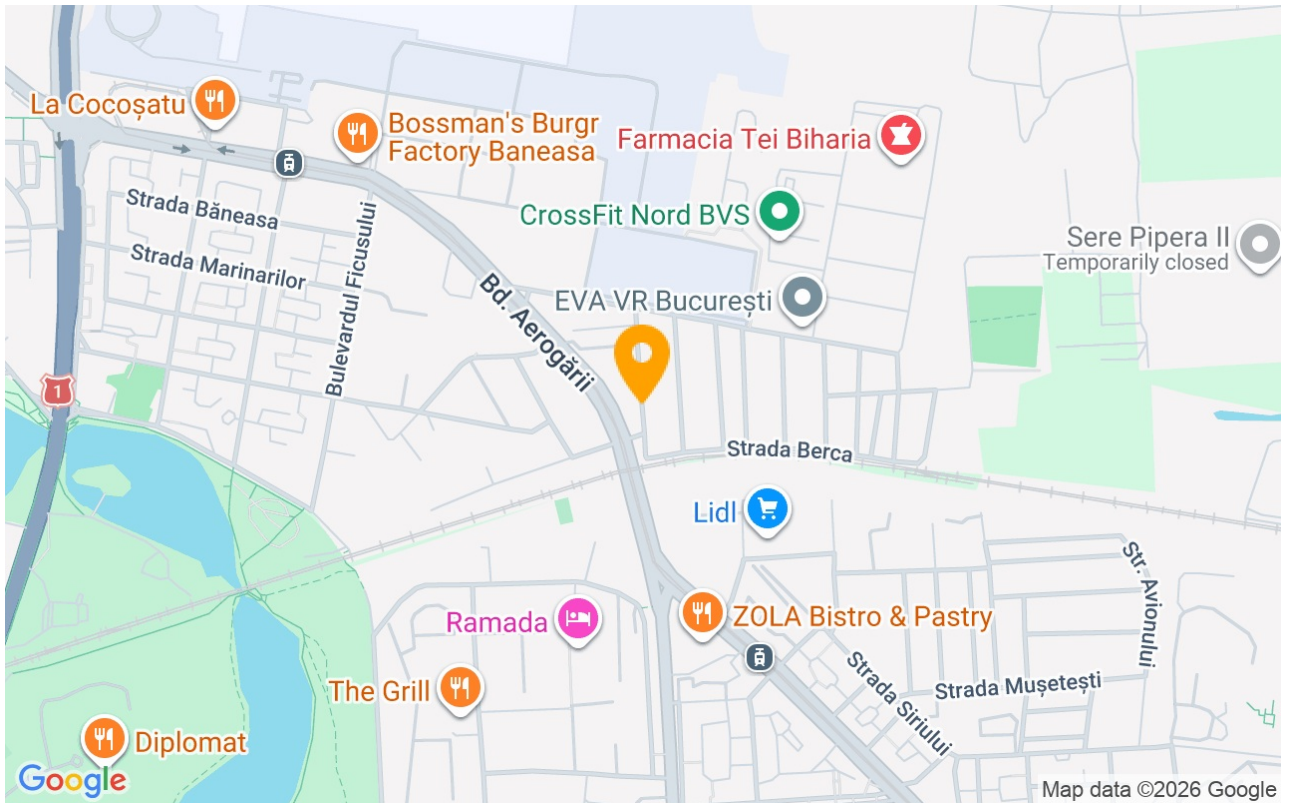 La Cocoșatu
Bossman's Burgr
Factory Baneasa
Farmacia Tei Biharia
Strada Băneasa
CrossFit Nord BVS
Strada Marinarilor
Bulevardul Ficusului
Sere Pipera II
Temporarily closed
EVA VR București
Bd. Aerogării
1
Strada Berca
Lidl
Str. Avionului
Ramada
ZOLA Bistro & Pastry
The Grill
Strada Siriului
Strada Mușetești
Diplomat
Google
Map data ©2026 Google